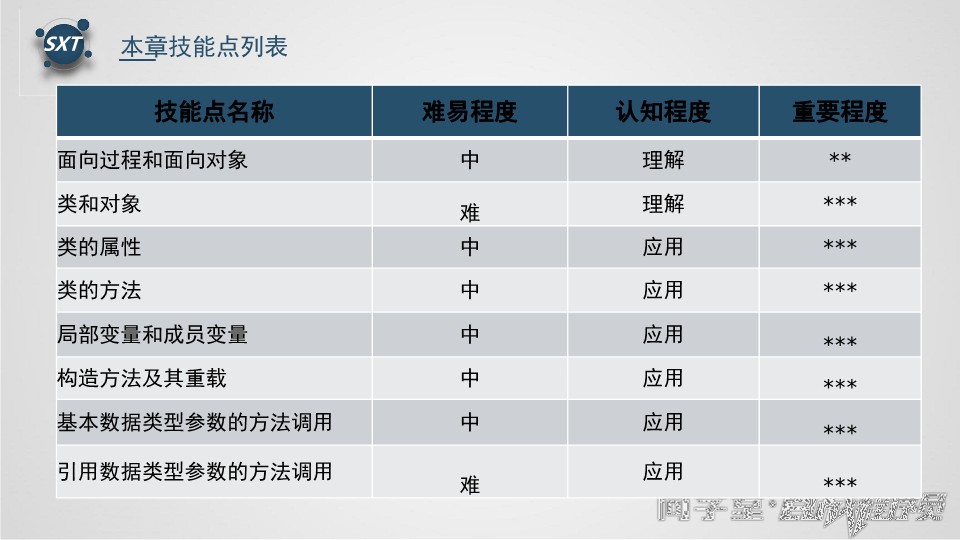 SXT
本章技能点列表
技能点名称 难易程度 认知程度 重要程度
面向过程和面向对象 中 理解 **
类和对象 难 理解 ***
类的属性 中 应用 ***
类的方法 中 应用 ***
局部变量和成员变量 中 应用 ***
构造方法及其重载 中 应用 ***
基本数据类型参数的方法调用 中 应用 ***
引用数据类型参数的方法调用 难 应用 ***